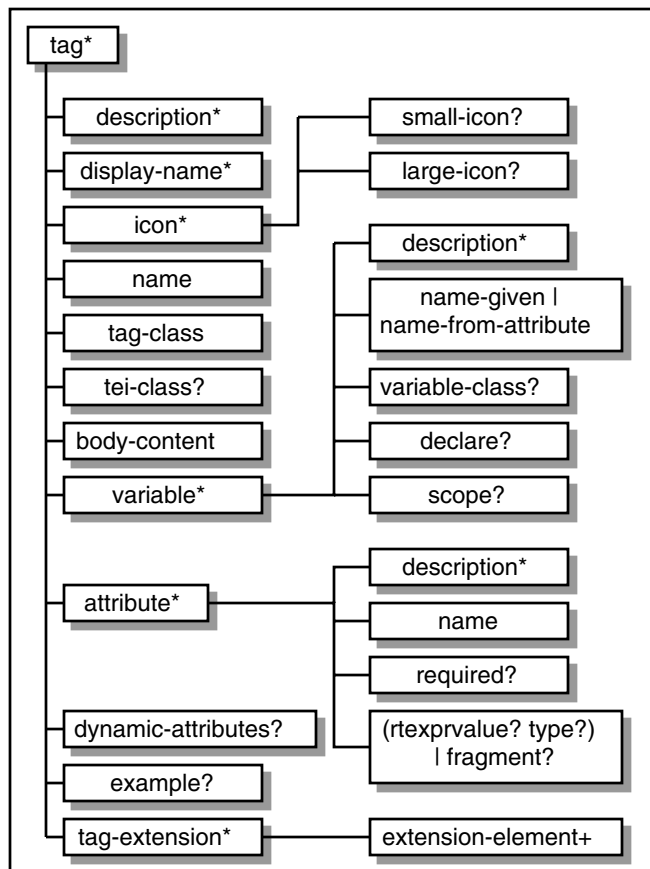 tag*
description*
display-name*
icon*
small-icon?
large-icon?
name
tag-class
tei-class?
body-content
variable*
description*
name-given |
name-from-attribute
variable-class?
declare?
scope?
attribute*
description*
name
required?
(rtexprvalue? type?)
| fragment?
dynamic-attributes?
example?
tag-extension*
extension-element+